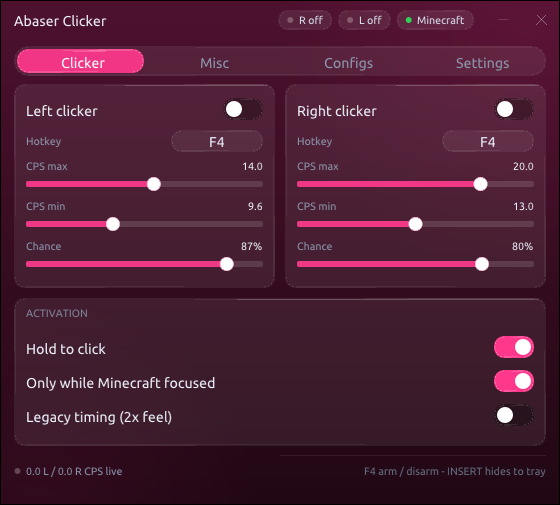 Abaser Clicker R off L off Minecraft
Clicker Misc Configs Settings
Left clicker
Hotkey F4
CPS max 14.0
CPS min 9.6
Chance 87%
Right clicker
Hotkey F4
CPS max 20.0
CPS min 13.0
Chance 80%
ACTIVATION
Hold to click
Only while Minecraft focused
Legacy timing (2x feel)
0.0 L / 0.0 R CPS live F4 arm / disarm - INSERT hides to tray